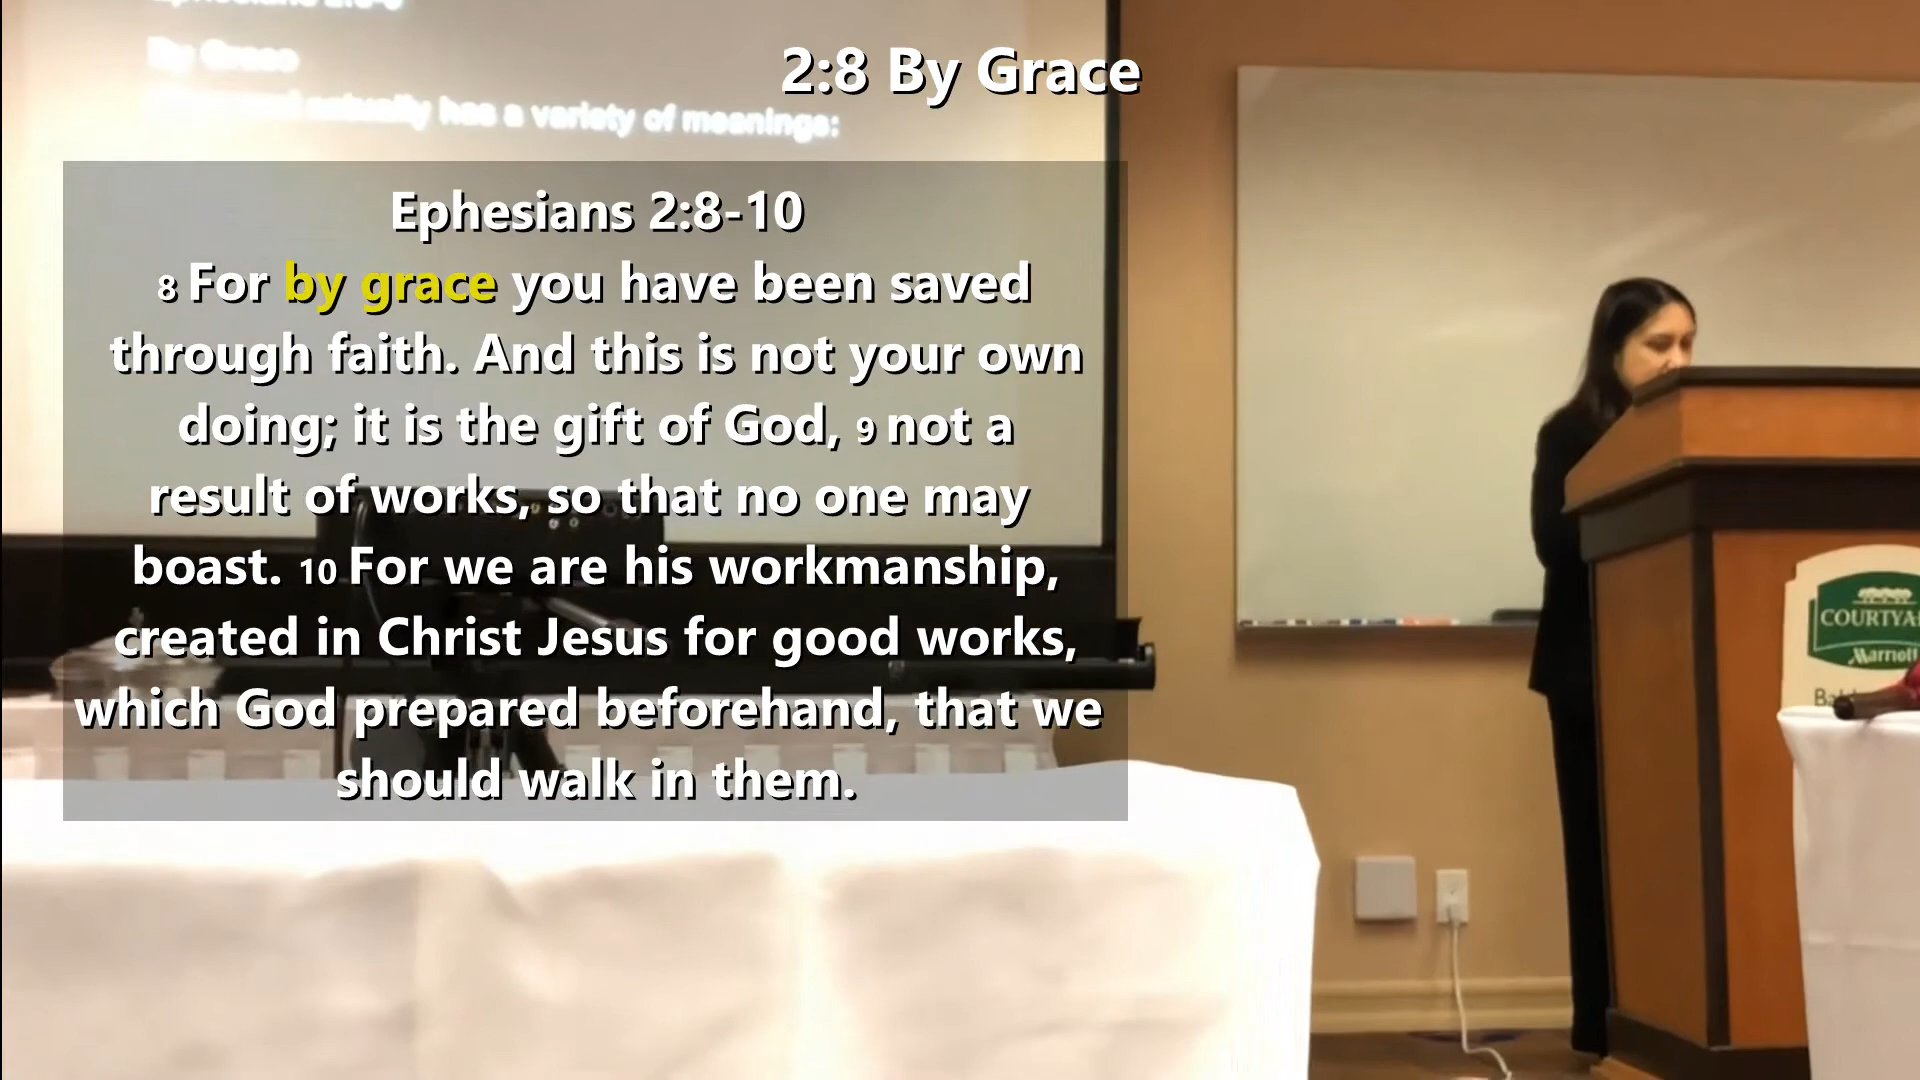 By Grace
actually has a variety of meanings:
2:8 By Grace
Ephesians 2:8-10
8 For by grace you have been saved
through faith. And this is not your own
doing; it is the gift of God, 9 not a
result of works, so that no one may
boast. 10 For we are his workmanship,
created in Christ Jesus for good works,
which God prepared beforehand, that we
should walk in them.
COURTYA
Marriott